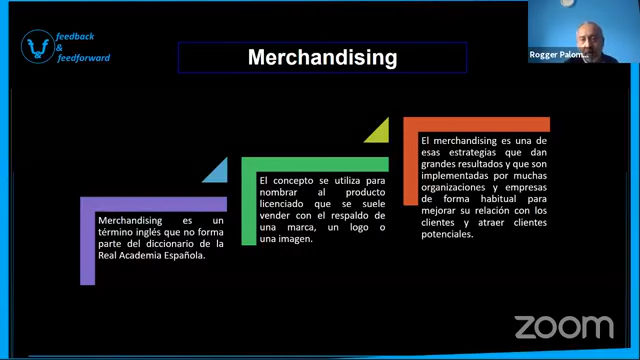 feedback
&
feedforward
Merchandising
Rogger Palom...
Merchandising es un
término inglés que no forma
parte del diccionario de la
Real Academia Española.
El concepto se utiliza para
nombrar al producto
licenciado que se suele
vender con el respaldo de
una marca, un logo o
una imagen.
El merchandising es una de
esas estrategias que dan
grandes resultados y que son
implementadas por muchas
organizaciones y empresas
de forma habitual para
mejorar su relación con los
clientes y atraer clientes
potenciales.
zoom